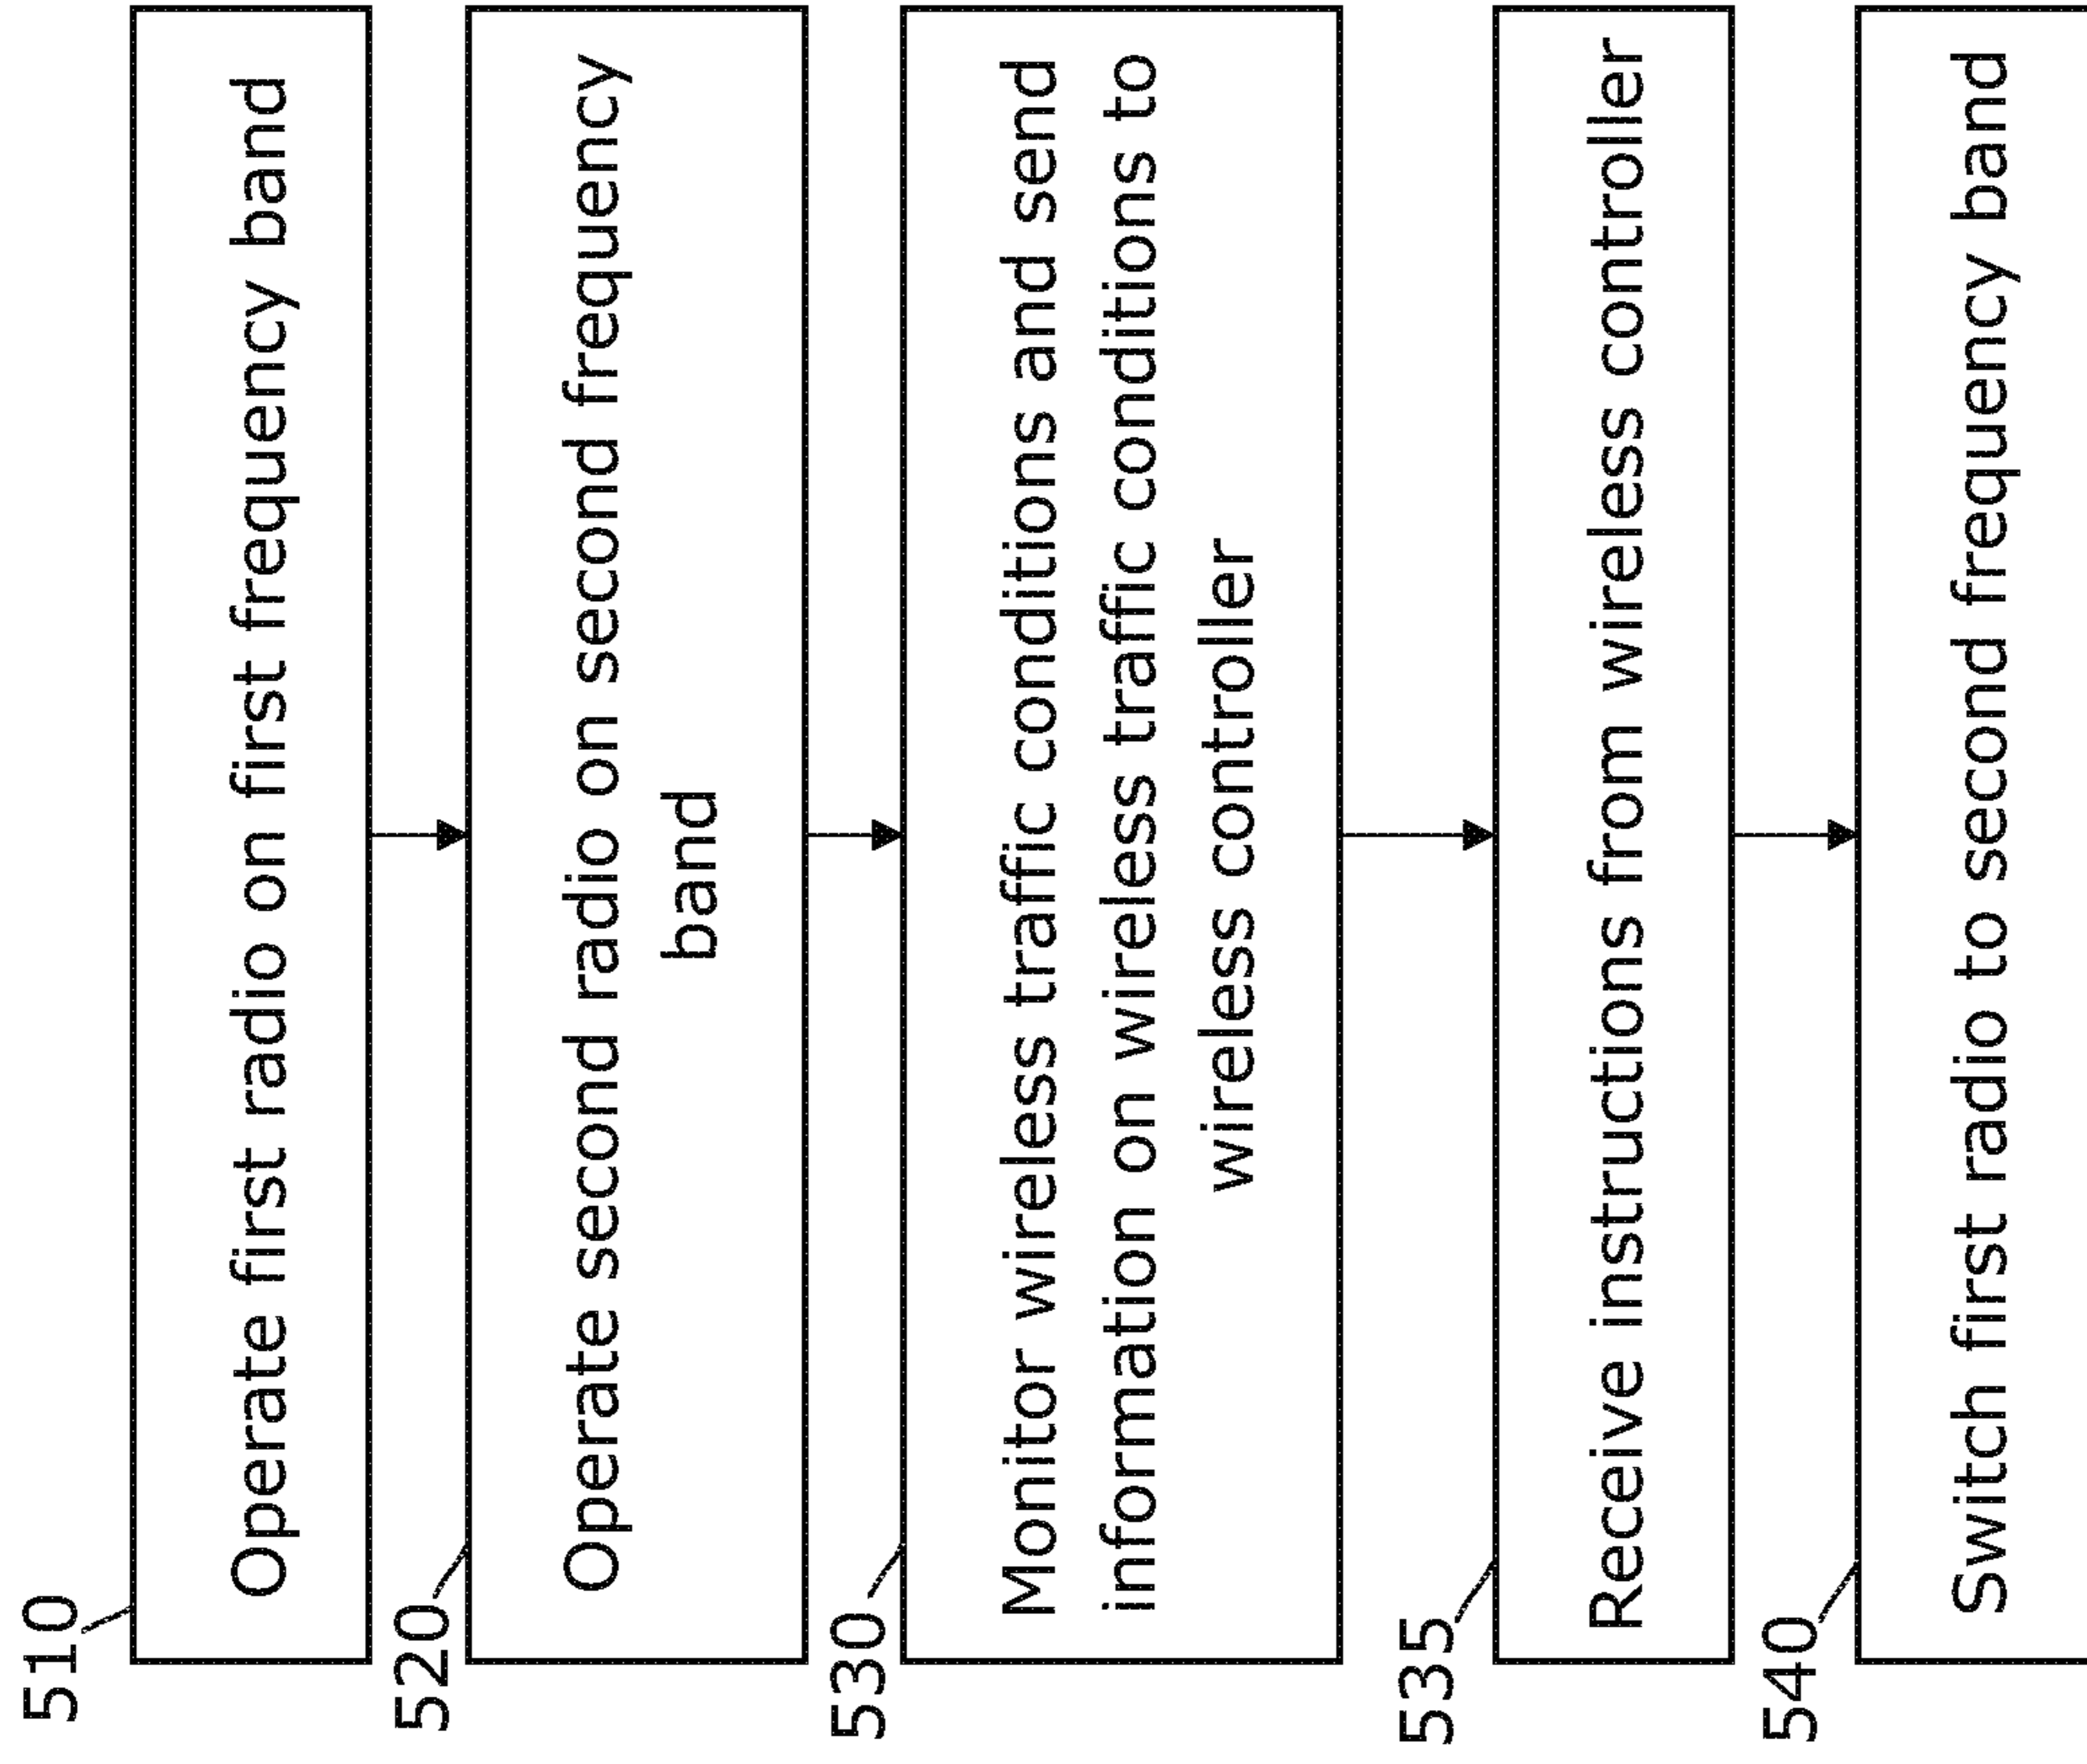 510
Operate first radio on first frequency band
520
Operate second radio on second frequency
band
530
Monitor wireless traffic conditions and send
information on wireless traffic conditions to
wireless controller
535
Receive instructions from wireless controller
540
Switch first radio to second frequency band